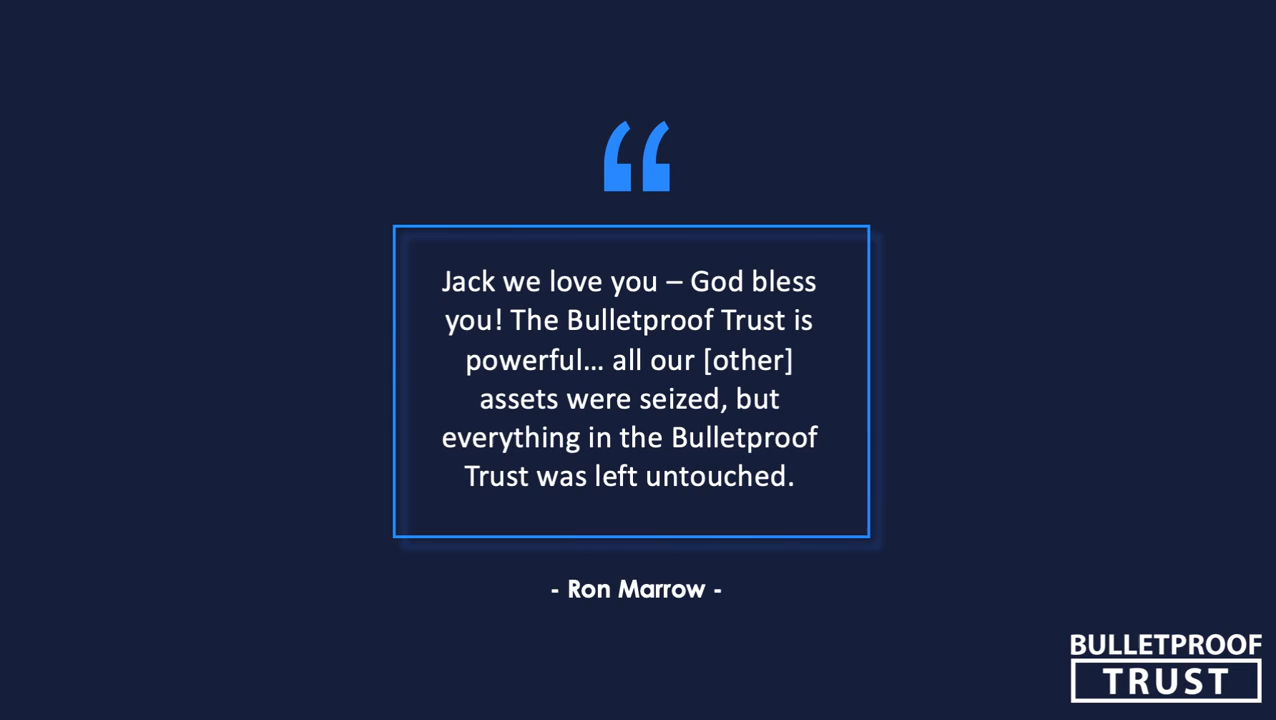 “
Jack we love you – God bless
you! The Bulletproof Trust is
powerful... all our [other]
assets were seized, but
everything in the Bulletproof
Trust was left untouched.
- Ron Marrow -
BULLETPROOF
TRUST